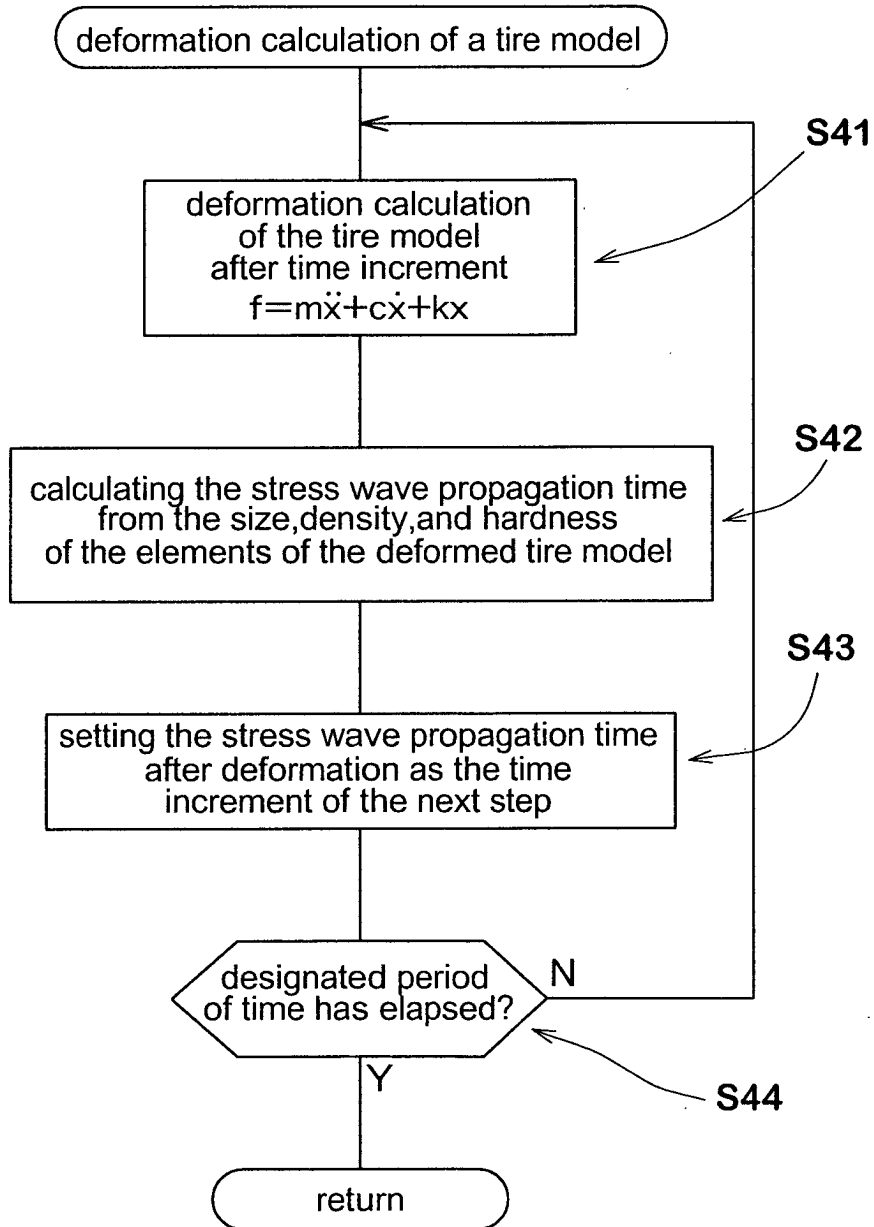 deformation calculation of a tire model
S41
deformation calculation
of the tire model
after time increment
f=mẍ+cẋ+kx
S42
calculating the stress wave propagation time
from the size,density,and hardness
of the elements of the deformed tire model
S43
setting the stress wave propagation time
after deformation as the time
increment of the next step
designated period
of time has elapsed?
N
Y
S44
return